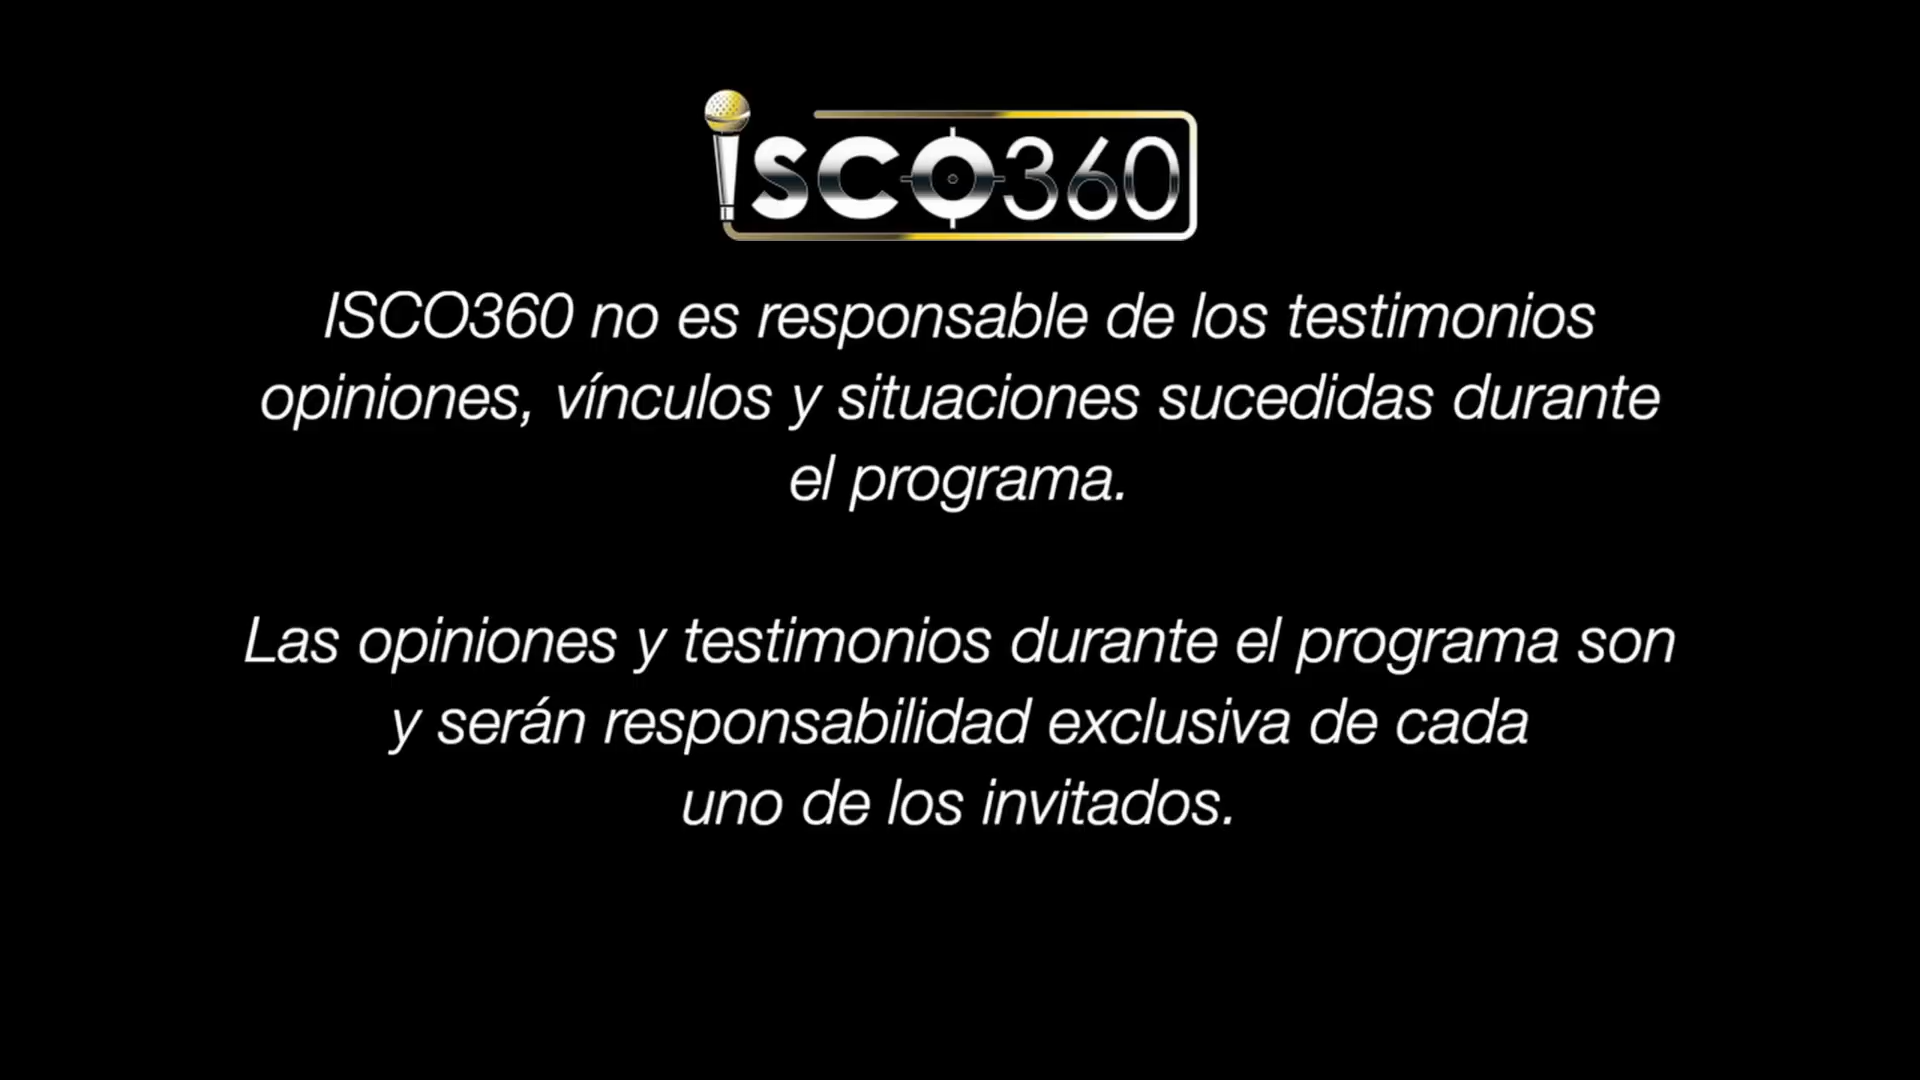 isco360
ISCO360 no es responsable de los testimonios
opiniones, vínculos y situaciones sucedidas durante
el programa.
Las opiniones y testimonios durante el programa son
y serán responsabilidad exclusiva de cada
uno de los invitados.